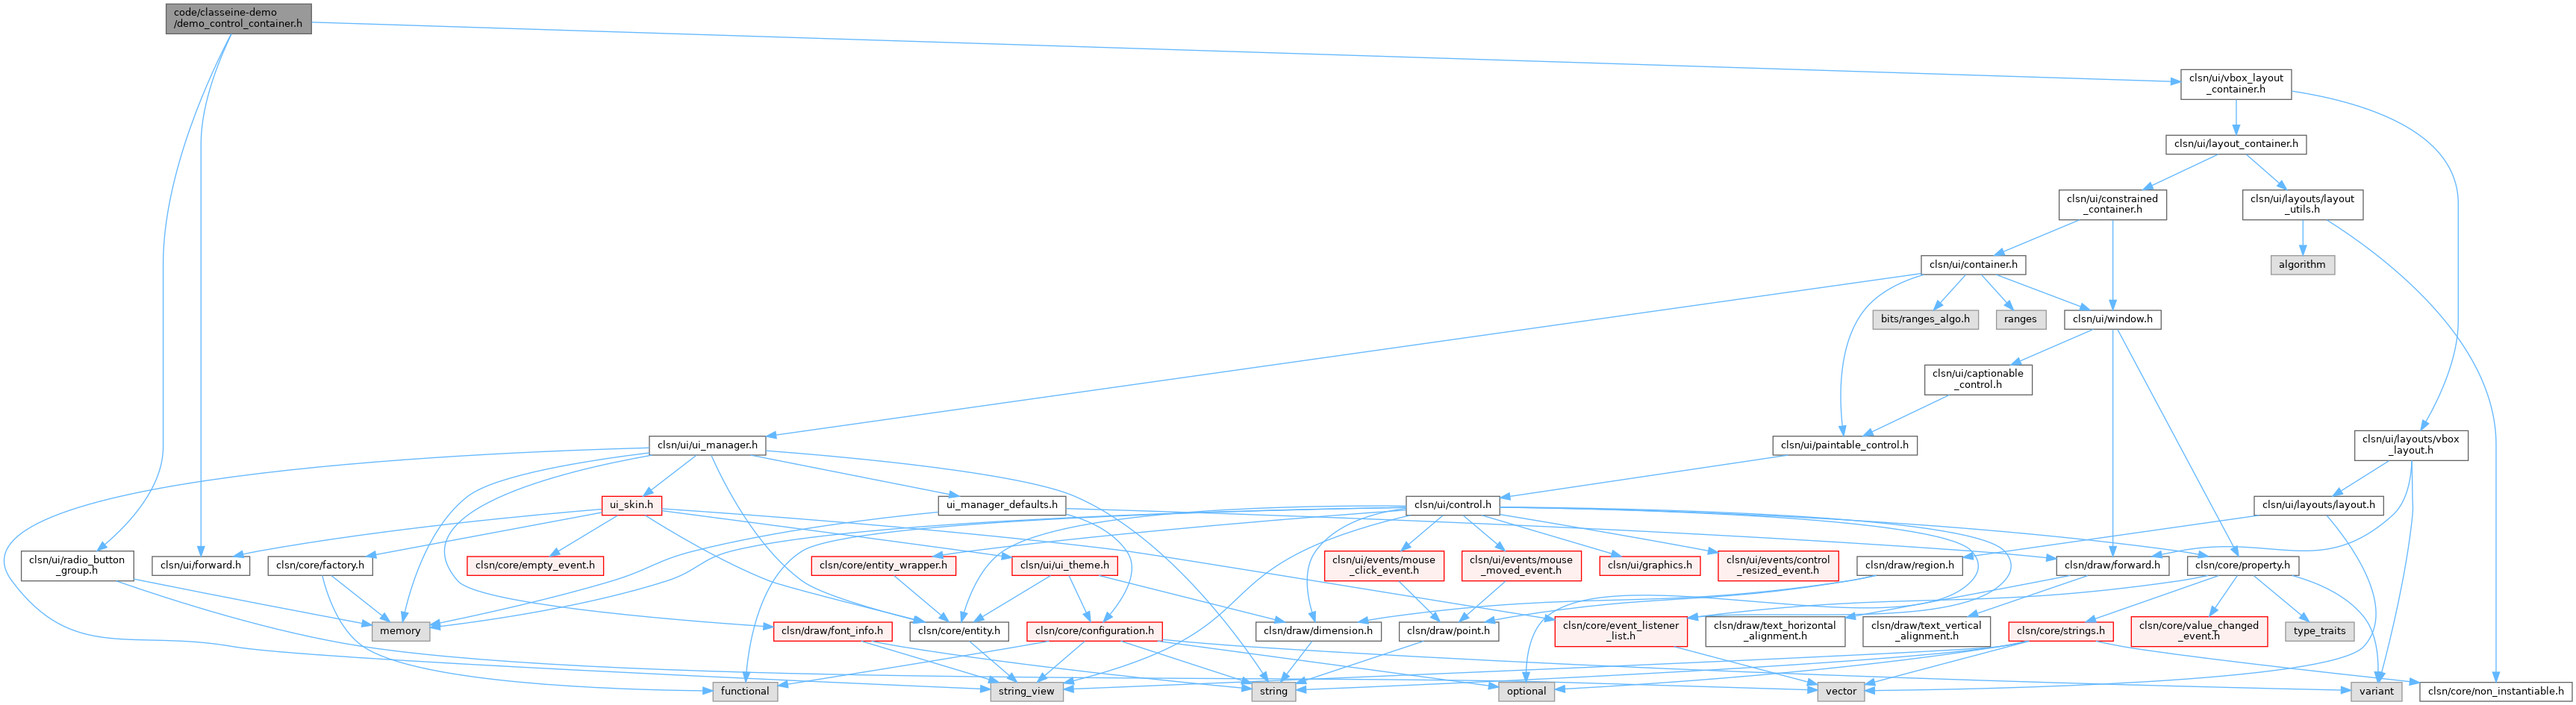 code/classeine-demo
/demo_control_container.h
clsn/ui/vbox_layout
_container.h
clsn/ui/layout_container.h
clsn/ui/constrained
_container.h
clsn/ui/layouts/layout
_utils.h
clsn/ui/container.h
algorithm
bits/ranges_algo.h
ranges
clsn/ui/window.h
clsn/ui/captionable
_control.h
clsn/ui/ui_manager.h
clsn/ui/paintable_control.h
clsn/ui/layouts/vbox
_layout.h
ui_skin.h
ui_manager_defaults.h
clsn/ui/control.h
clsn/ui/layouts/layout.h
clsn/ui/radio_button
_group.h
clsn/ui/forward.h
clsn/core/factory.h
clsn/core/empty_event.h
clsn/core/entity_wrapper.h
clsn/ui/ui_theme.h
clsn/ui/events/mouse
_click_event.h
clsn/ui/events/mouse
_moved_event.h
clsn/ui/graphics.h
clsn/ui/events/control
_resized_event.h
clsn/draw/region.h
clsn/draw/forward.h
clsn/core/property.h
memory
clsn/draw/font_info.h
clsn/core/entity.h
clsn/core/configuration.h
clsn/draw/dimension.h
clsn/draw/point.h
clsn/core/event_listener
_list.h
clsn/draw/text_horizontal
_alignment.h
clsn/draw/text_vertical
_alignment.h
clsn/core/strings.h
clsn/core/value_changed
_event.h
type_traits
functional
string_view
string
optional
vector
variant
clsn/core/non_instantiable.h